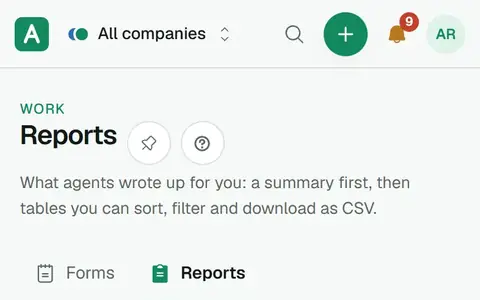 A All companies 9 AR
WORK
Reports
What agents wrote up for you: a summary first, then
tables you can sort, filter and download as CSV.
Forms Reports